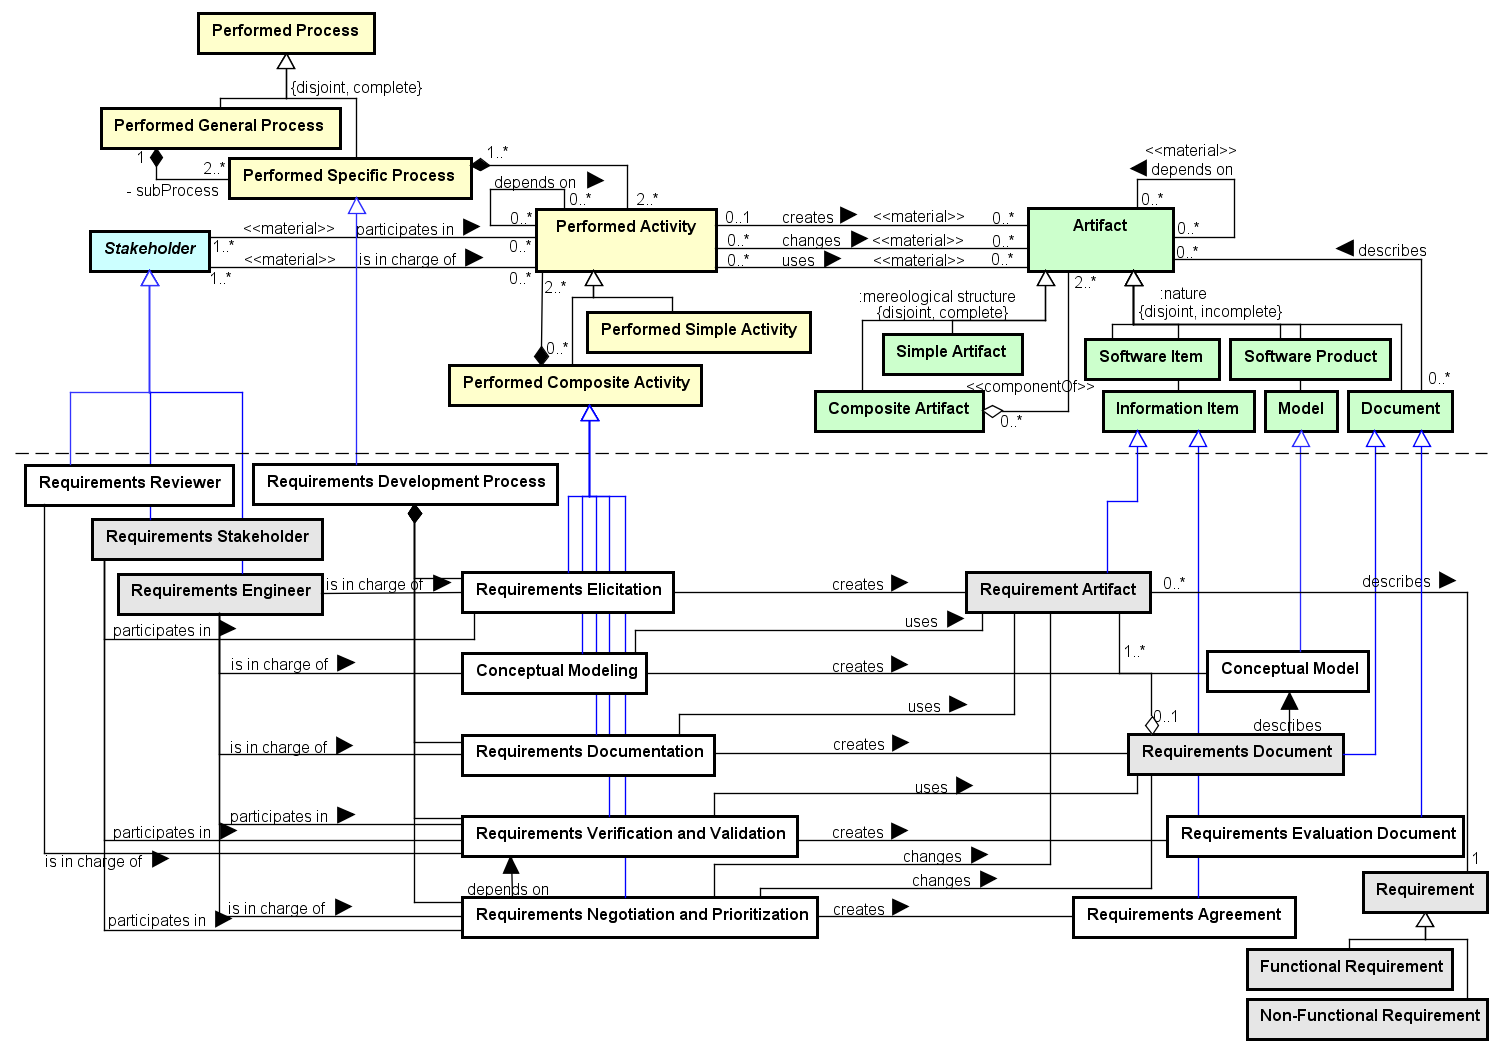 Performed Process
{disjoint, complete}
Performed General Process
1
2..*
- subProcess
Performed Specific Process
1..*
depends on
0..*
0..*
2..*
<<material>>
depends on
0..*
0..*
Stakeholder
<<material>>
participates in
1..*
0..*
<<material>>
is in charge of
1..*
0..*
Performed Activity
0..1
creates
<<material>>
0..*
0..*
changes
<<material>>
0..*
0..*
uses
<<material>>
0..*
Artifact
0..*
describes
2..*
0..*
Performed Simple Activity
Performed Composite Activity
:mereological structure
{disjoint, complete}
2..*
:nature
{disjoint, incomplete}
Simple Artifact
Software Item
Software Product
<<componentOf>>
0..*
Composite Artifact
0..*
Information Item
Model
Document
Requirements Reviewer
Requirements Development Process
Requirements Stakeholder
Requirements Engineer
is in charge of
Requirements Elicitation
creates
Requirement Artifact
0..*
describes
participates in
uses
is in charge of
Conceptual Modeling
creates
1..*
Conceptual Model
uses
0..1
describes
is in charge of
Requirements Documentation
creates
Requirements Document
uses
participates in
participates in
Requirements Verification and Validation
creates
Requirements Evaluation Document
is in charge of
changes
1
depends on
changes
Requirement
is in charge of
participates in
Requirements Negotiation and Prioritization
creates
Requirements Agreement
Functional Requirement
Non-Functional Requirement